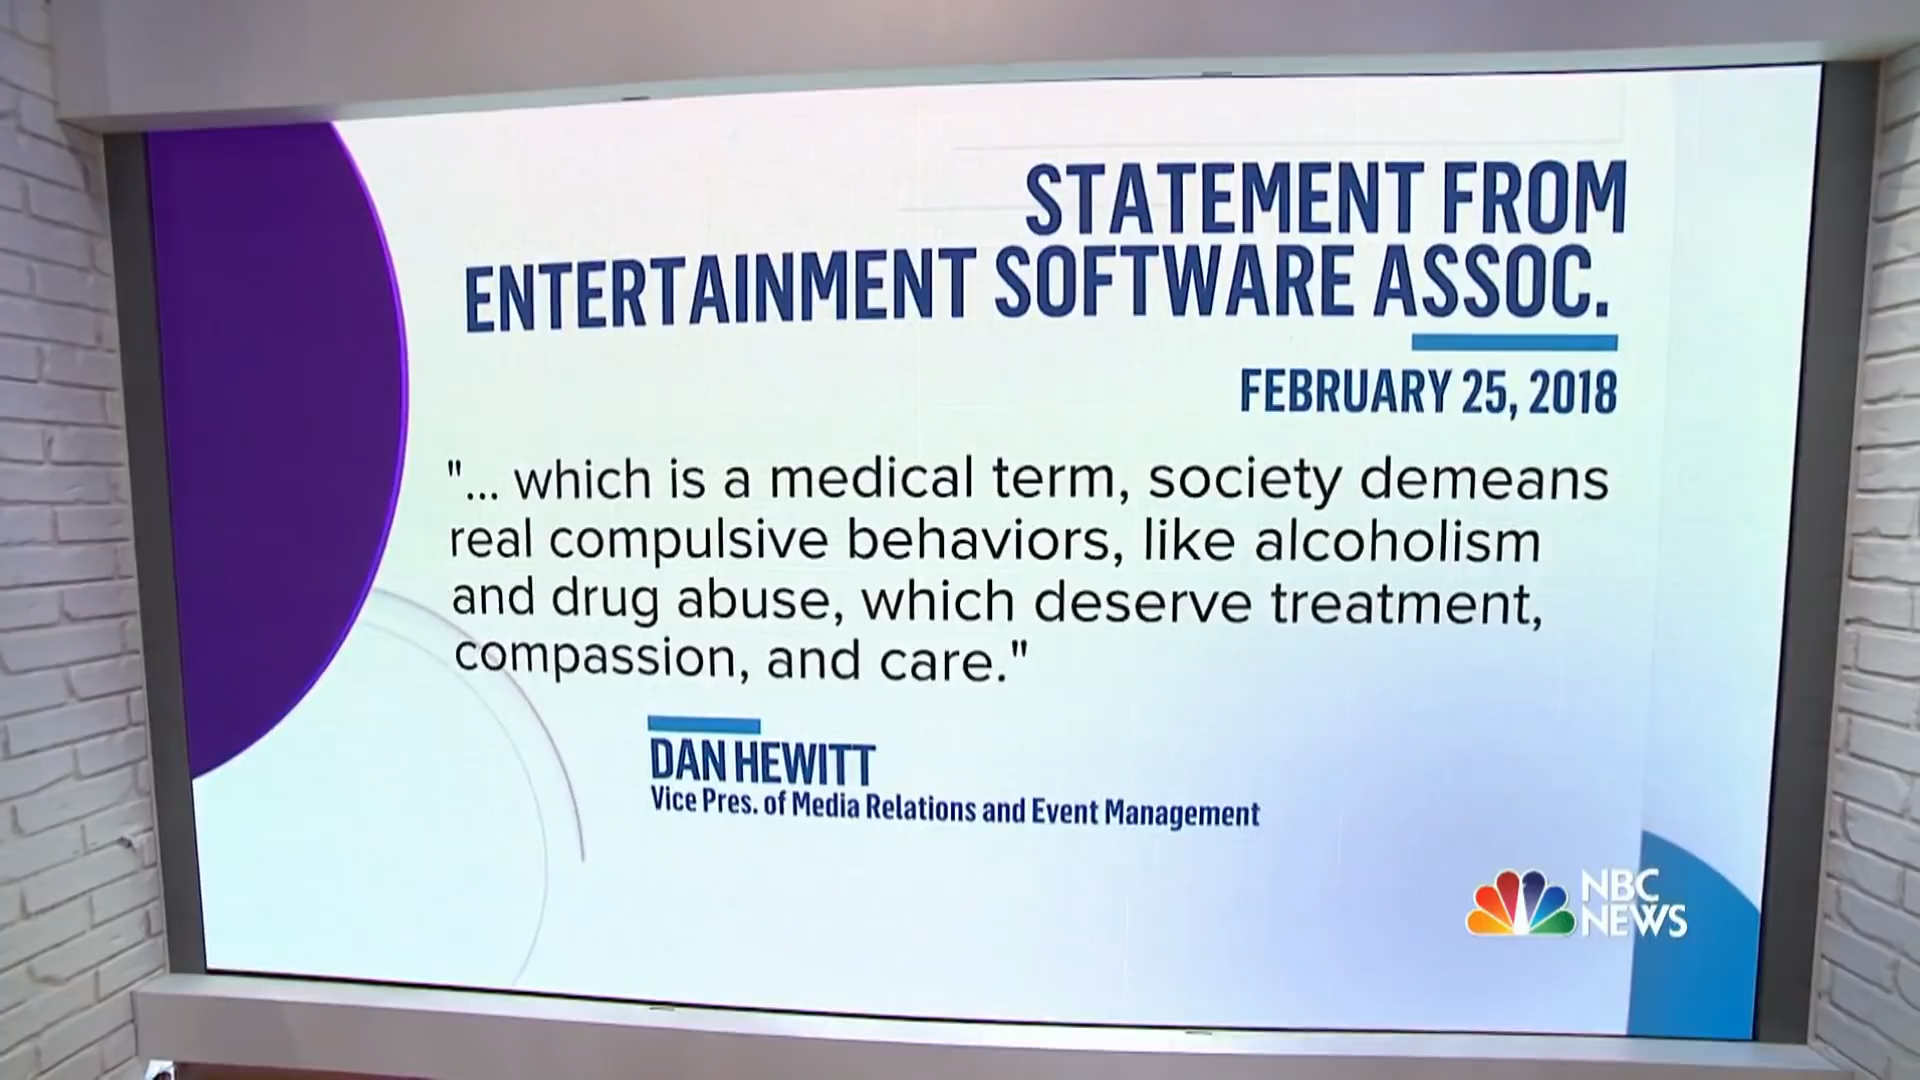 STATEMENT FROM
ENTERTAINMENT SOFTWARE ASSOC.
FEBRUARY 25, 2018
"... which is a medical term, society demeans
real compulsive behaviors, like alcoholism
and drug abuse, which deserve treatment,
compassion, and care."
DAN HEWITT
Vice Pres. of Media Relations and Event Management
NBC
NEWS